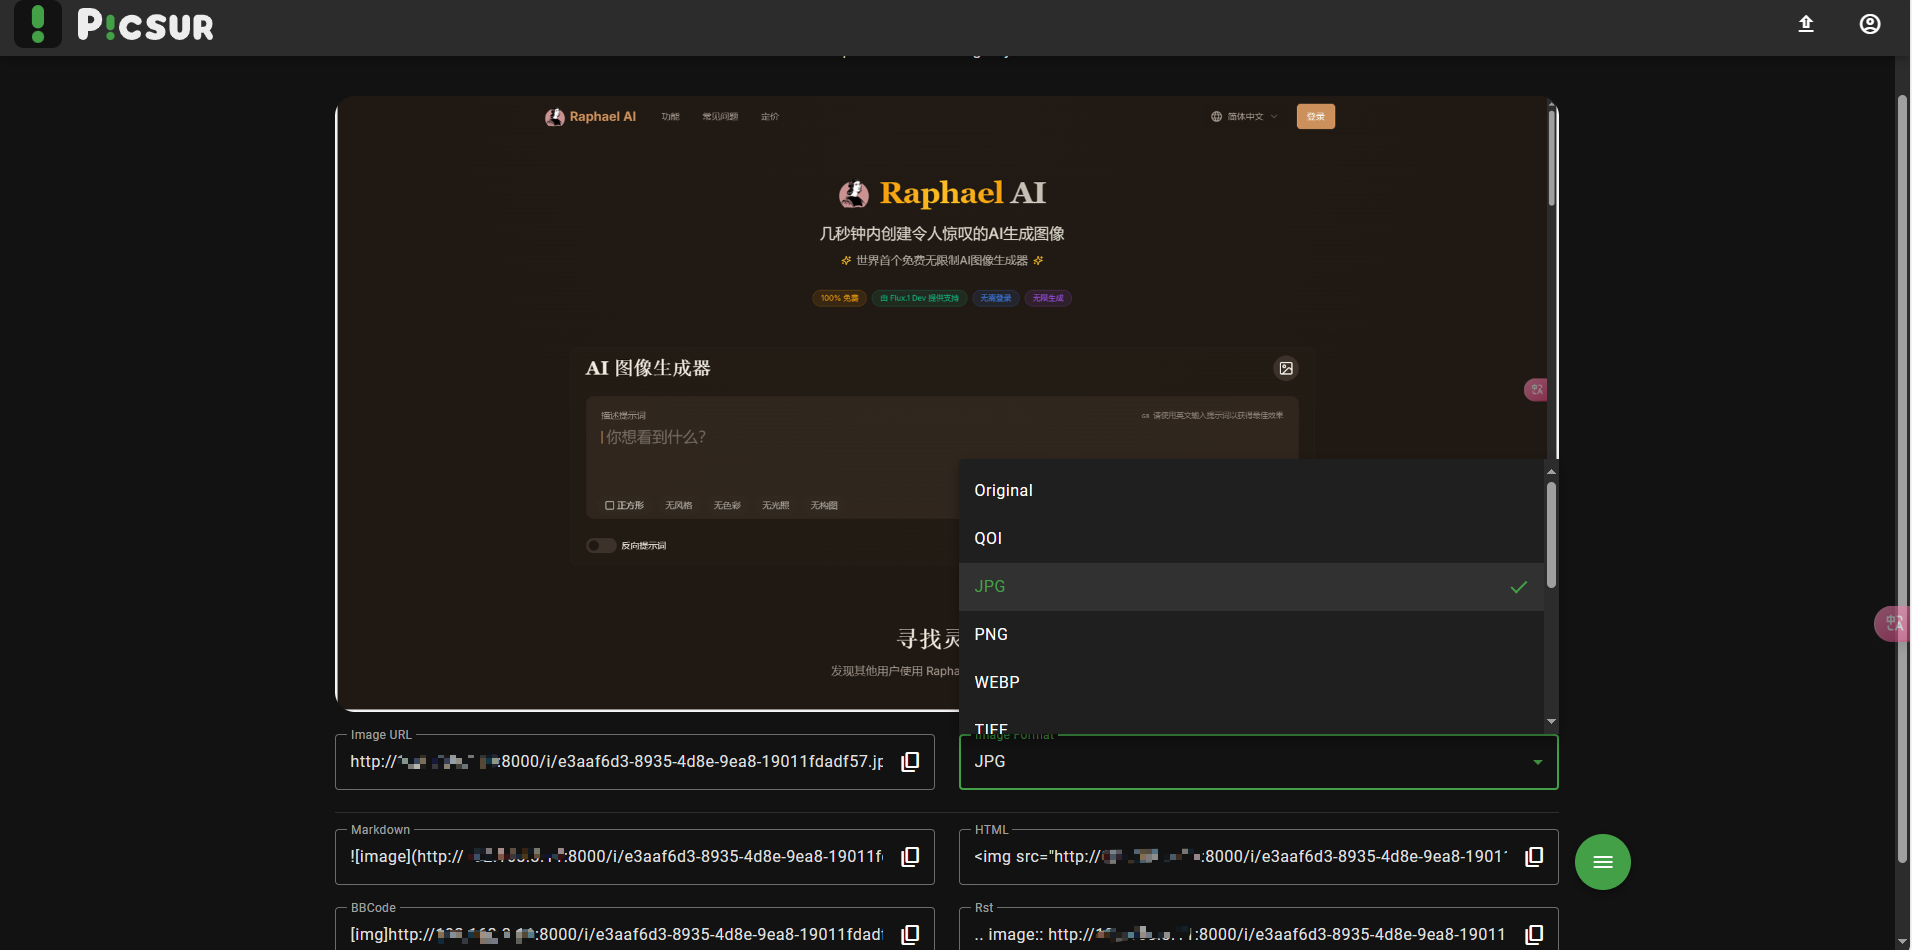 Picsur
Raphael AI 功能 常见问题 定价 简体中文 登录
Raphael AI
几秒钟内创建令人惊叹的AI生成图像
世界首个免费无限制AI图像生成器
100% 免费 由 Flux.1 Dev 提供支持 无需登录 无限生成
AI 图像生成器
描述提示词 GB 请使用英文输入提示词以获得最佳效果
你想看到什么?
正方形 无风格 无色彩 无光照 无构图
反向提示词
寻找灵
发现其他用户使用 Rapha
Original
QOI
JPG
PNG
WEBP
TIFF
Image URL
http://:8000/i/e3aaf6d3-8935-4d8e-9ea8-19011fdadf57.jp
Image Format
JPG
Markdown
![image](http://:8000/i/e3aaf6d3-8935-4d8e-9ea8-19011f
HTML
<img src="http://:8000/i/e3aaf6d3-8935-4d8e-9ea8-19011
BBCode
[img]http://:8000/i/e3aaf6d3-8935-4d8e-9ea8-19011fdad
Rst
.. image:: http://:8000/i/e3aaf6d3-8935-4d8e-9ea8-19011